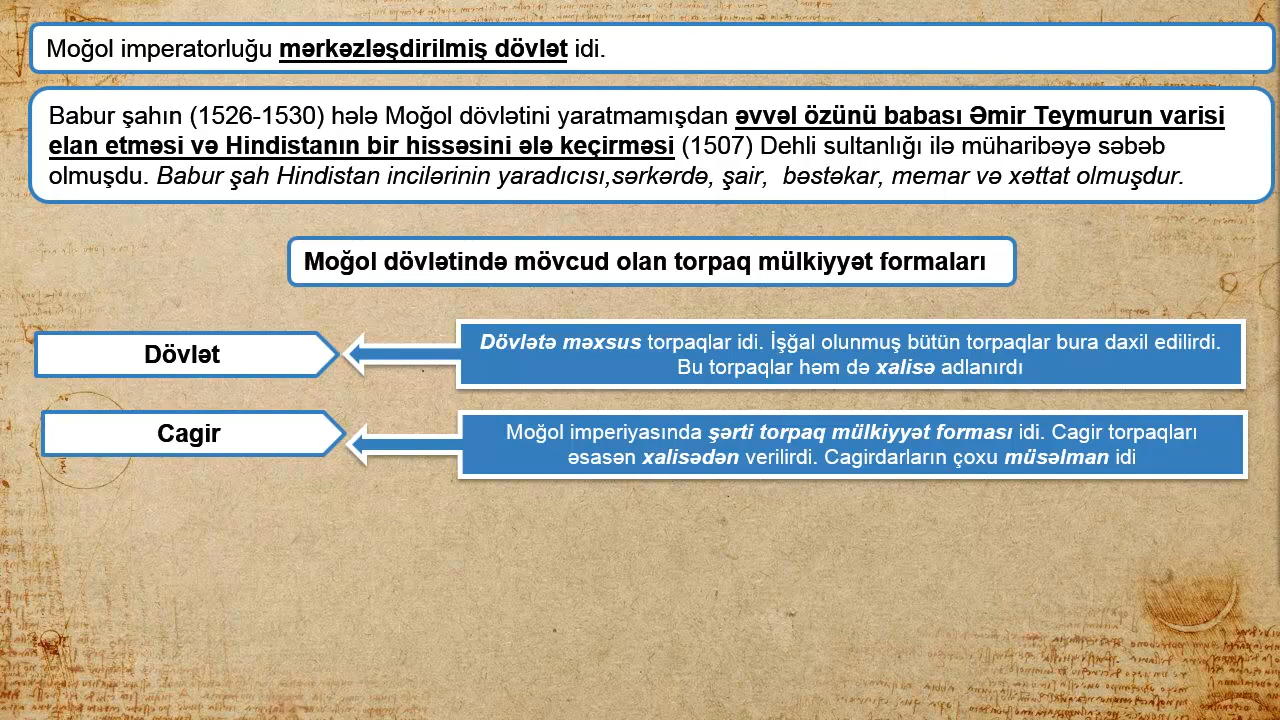 Moğol imperatorluğu mərkəzləşdirilmiş dövlət idi.
Babur şahın (1526-1530) hələ Moğol dövlətini yaratmamışdan əvvəl özünü babası Əmir Teymurun varisi
elan etməsi və Hindistanın bir hissəsini ələ keçirməsi (1507) Dehli sultanlığı ilə müharibəyə səbəb
olmuşdu. Babur şah Hindistan incilərinin yaradıcısı,sərkərdə, şair, bəstəkar, memar və xəttat olmuşdur.
Moğol dövlətində mövcud olan torpaq mülkiyyət formaları
Dövlət
Dövlətə məxsus torpaqlar idi. İşğal olunmuş bütün torpaqlar bura daxil edilirdi.
Bu torpaqlar həm də xalisə adlanırdı
Cagir
Moğol imperiyasında şərti torpaq mülkiyyət forması idi. Cagir torpaqları
əsasən xalisədən verilirdi. Cagirdarların çoxu müsəlman idi